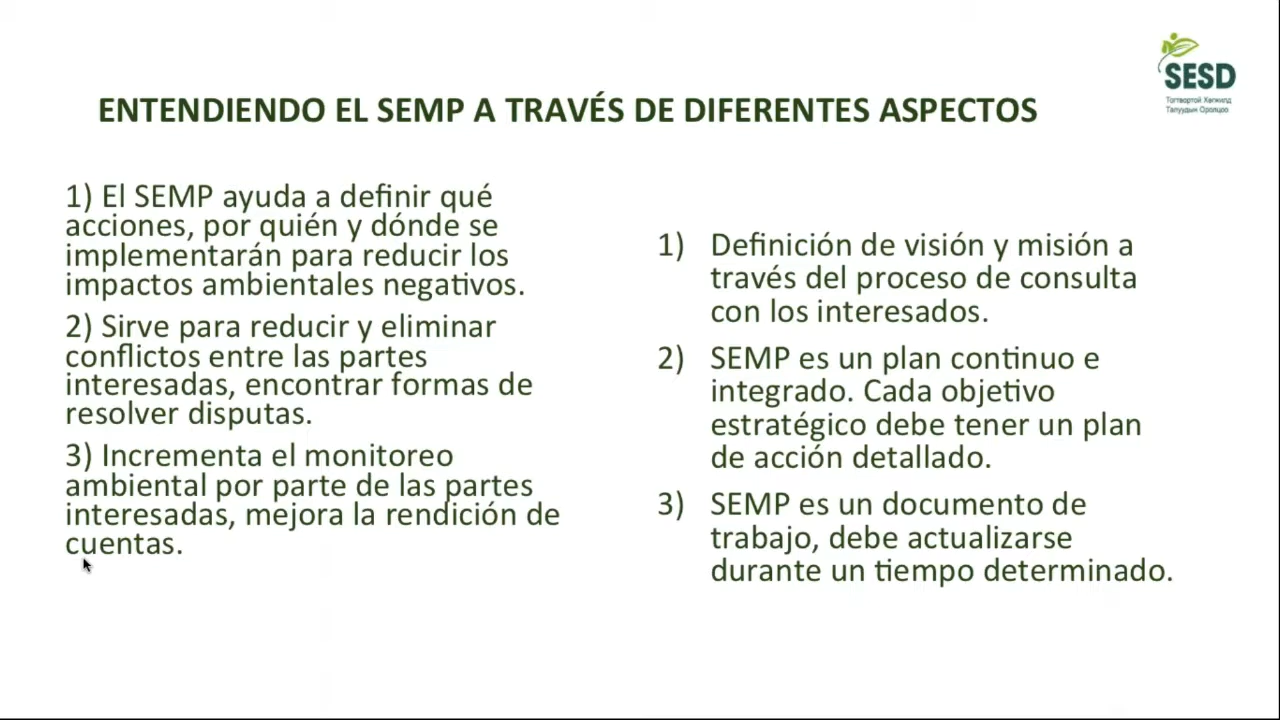 SESD
Тогтвортой Хөгжилд
Талуудын Оролцоо
ENTENDIENDO EL SEMP A TRAVÉS DE DIFERENTES ASPECTOS
1) El SEMP ayuda a definir qué
acciones, por quién y dónde se
implementarán para reducir los
impactos ambientales negativos.
2) Sirve para reducir y eliminar
conflictos entre las partes
interesadas, encontrar formas de
resolver disputas.
3) Incrementa el monitoreo
ambiental por parte de las partes
interesadas, mejora la rendición de
cuentas.
1) Definición de visión y misión a
través del proceso de consulta
con los interesados.
2) SEMP es un plan continuo e
integrado. Cada objetivo
estratégico debe tener un plan
de acción detallado.
3) SEMP es un documento de
trabajo, debe actualizarse
durante un tiempo determinado.